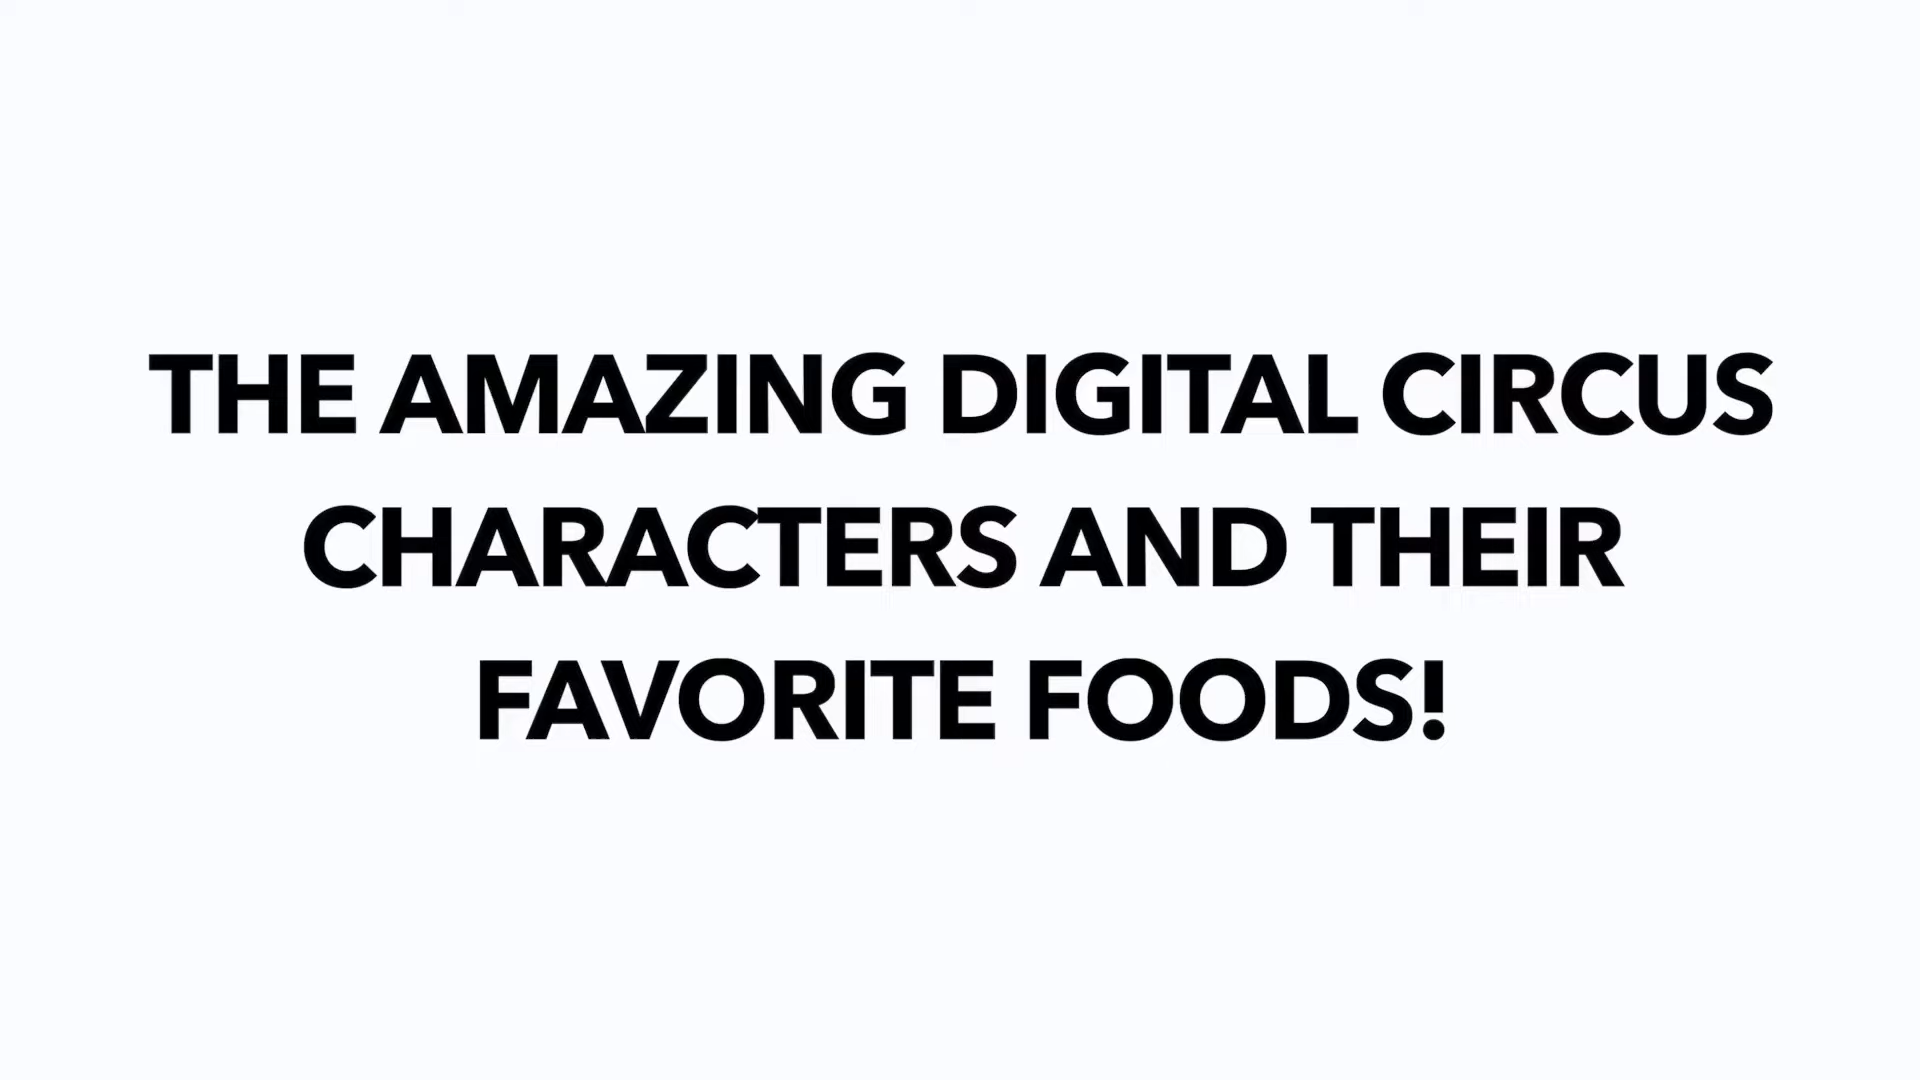 THE AMAZING DIGITAL CIRCUS
CHARACTERS AND THEIR
FAVORITE FOODS!